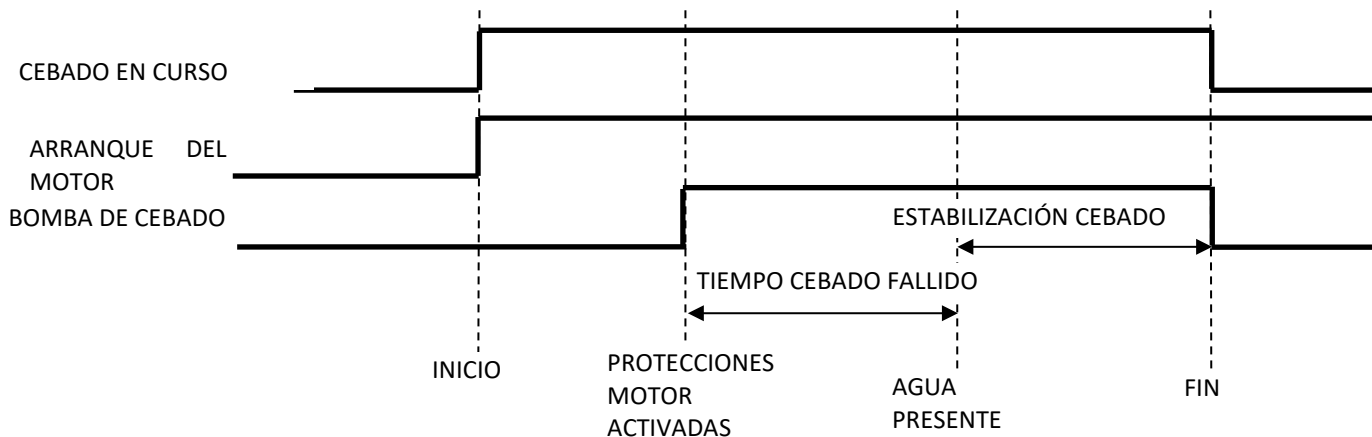 CEBADO EN CURSO
ARRANQUE DEL
MOTOR
BOMBA DE CEBADO
ESTABILIZACIÓN CEBADO
TIEMPO CEBADO FALLIDO
INICIO
PROTECCIONES
MOTOR
ACTIVADAS
AGUA
PRESENTE
FIN